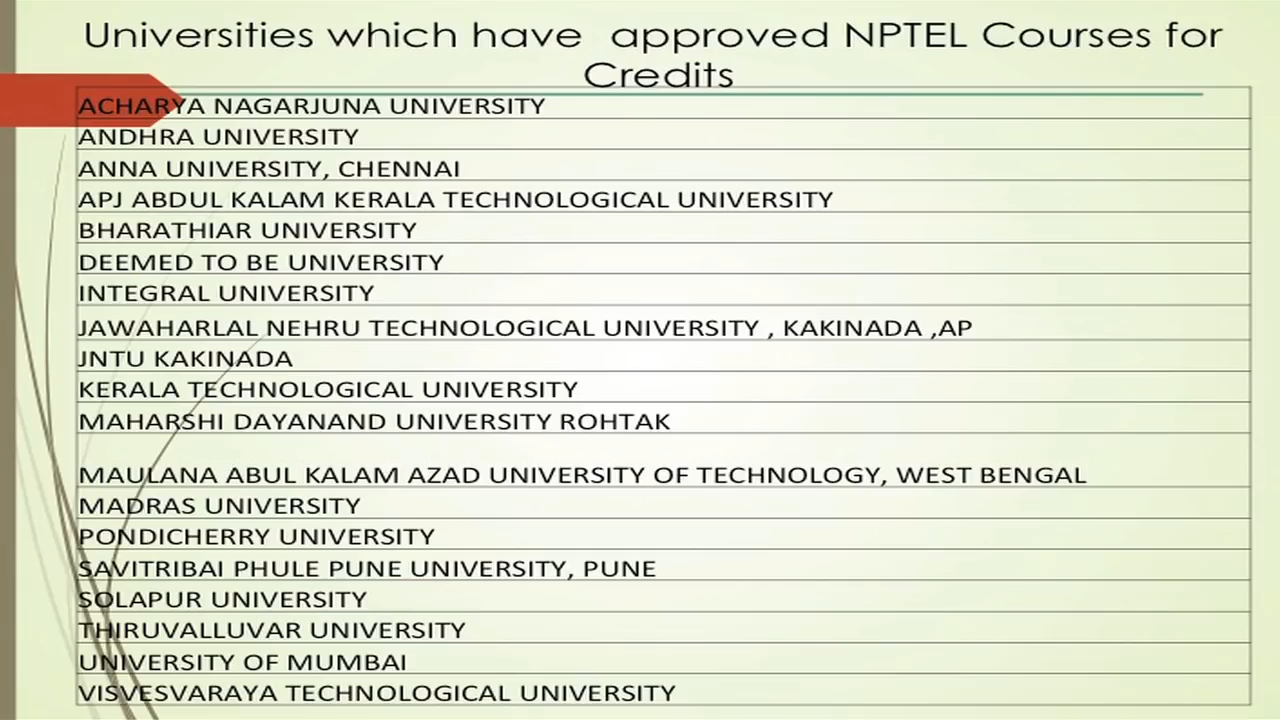 Universities which have approved NPTEL Courses for
Credits
ACHARYA NAGARJUNA UNIVERSITY
ANDHRA UNIVERSITY
ANNA UNIVERSITY, CHENNAI
APJ ABDUL KALAM KERALA TECHNOLOGICAL UNIVERSITY
BHARATHIAR UNIVERSITY
DEEMED TO BE UNIVERSITY
INTEGRAL UNIVERSITY
JAWAHARLAL NEHRU TECHNOLOGICAL UNIVERSITY , KAKINADA ,AP
JNTU KAKINADA
KERALA TECHNOLOGICAL UNIVERSITY
MAHARSHI DAYANAND UNIVERSITY ROHTAK
MAULANA ABUL KALAM AZAD UNIVERSITY OF TECHNOLOGY, WEST BENGAL
MADRAS UNIVERSITY
PONDICHERRY UNIVERSITY
SAVITRIBAI PHULE PUNE UNIVERSITY, PUNE
SOLAPUR UNIVERSITY
THIRUVALLUVAR UNIVERSITY
UNIVERSITY OF MUMBAI
VISVESVARAYA TECHNOLOGICAL UNIVERSITY